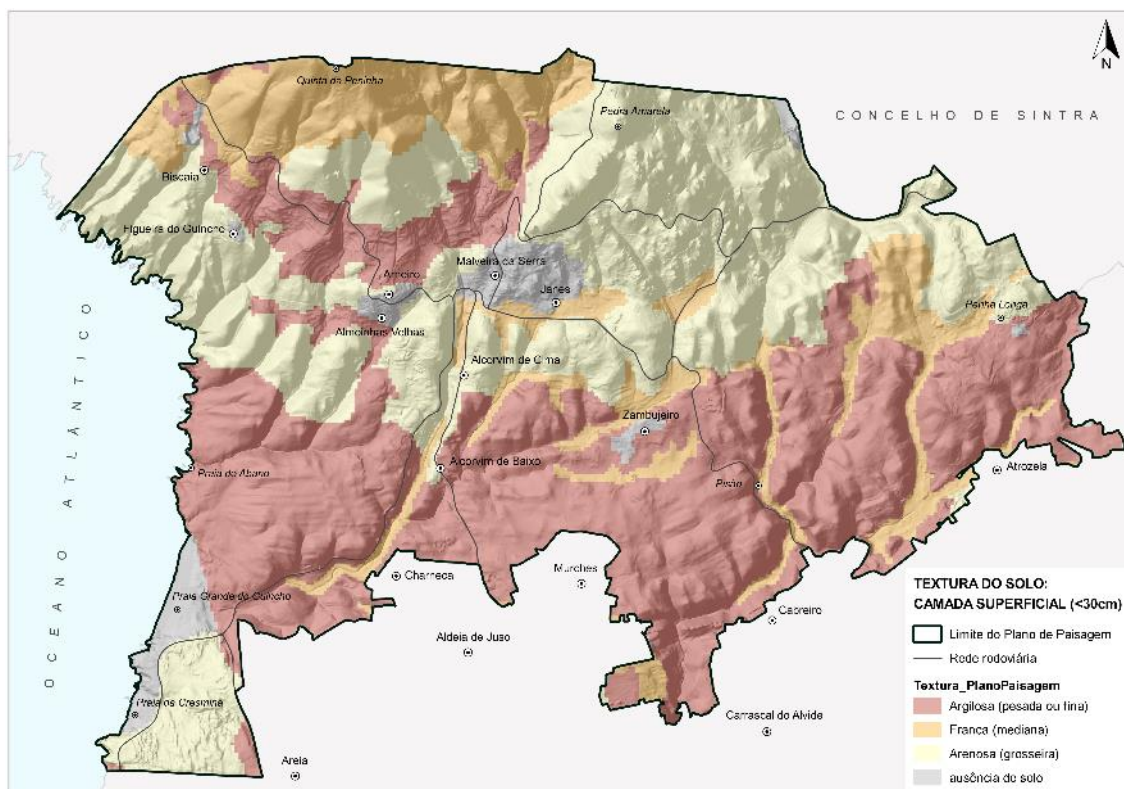 Quinta da Peninha
Pedra Amarela
CONCELHO DE SINTRA
N
Biscaia
Figueira do Guincho
Malveira da Serra
Arneiro
Janes
Almoinhas Velhas
Penha Longa
Alcorvim de Cima
Zambujeiro
OCEANO ATLÂNTICO
Praia do Abano
Alcorvim de Baixo
Pisão
Atrozela
Charneca
Murches
Praia Grande do Guincho
Cabreiro
Aldeia de Juso
Praia da Cresmina
Carrascal do Alvide
Areia
TEXTURA DO SOLO:
CAMADA SUPERFICIAL (<30cm)
Limite do Plano de Paisagem
Rede rodoviária
Textura_PlanoPaisagem
Argilosa (pesada ou fina)
Franca (mediana)
Arenosa (grosseira)
ausência de solo